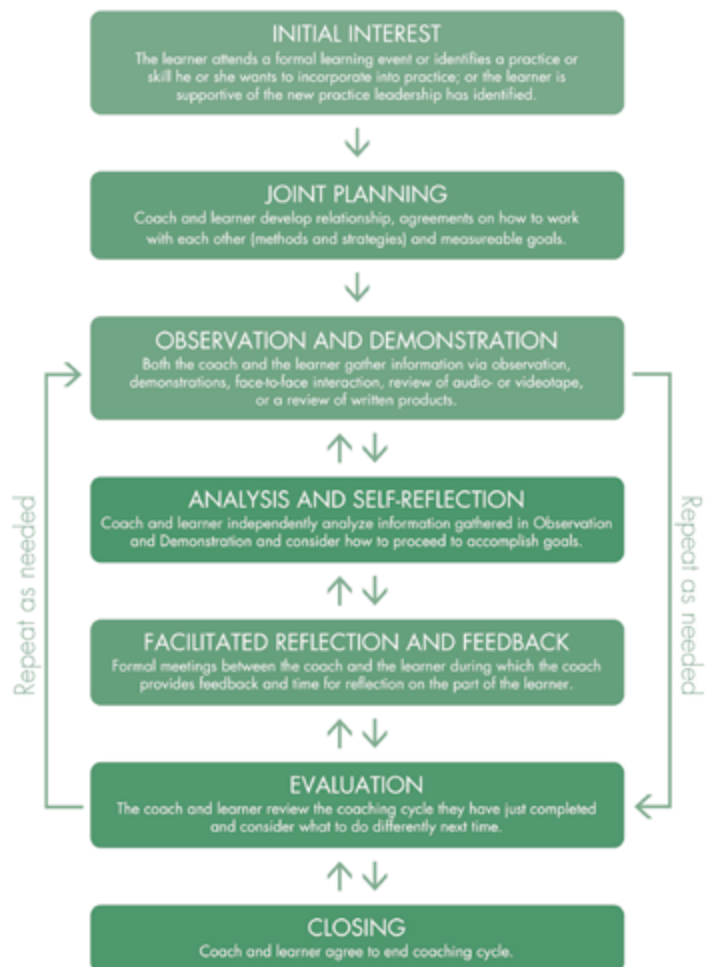 INITIAL INTEREST
The learner attends a formal learning event or identifies a practice or
skill he or she wants to incorporate into practice; or the learner is
supportive of the new practice leadership has identified.
JOINT PLANNING
Coach and learner develop relationship, agreements on how to work
with each other (methods and strategies) and measureable goals.
OBSERVATION AND DEMONSTRATION
Both the coach and the learner gather information via observation,
demonstrations, face-to-face interaction, review of audio- or videotape,
or a review of written products.
ANALYSIS AND SELF-REFLECTION
Coach and learner independently analyze information gathered in Observation
and Demonstration and consider how to proceed to accomplish goals.
FACILITATED REFLECTION AND FEEDBACK
Formal meetings between the coach and the learner during which the coach
provides feedback and time for reflection on the part of the learner.
EVALUATION
The coach and learner review the coaching cycle they have just completed
and consider what to do differently next time.
CLOSING
Coach and learner agree to end coaching cycle.
Repeat as needed
Repeat as needed